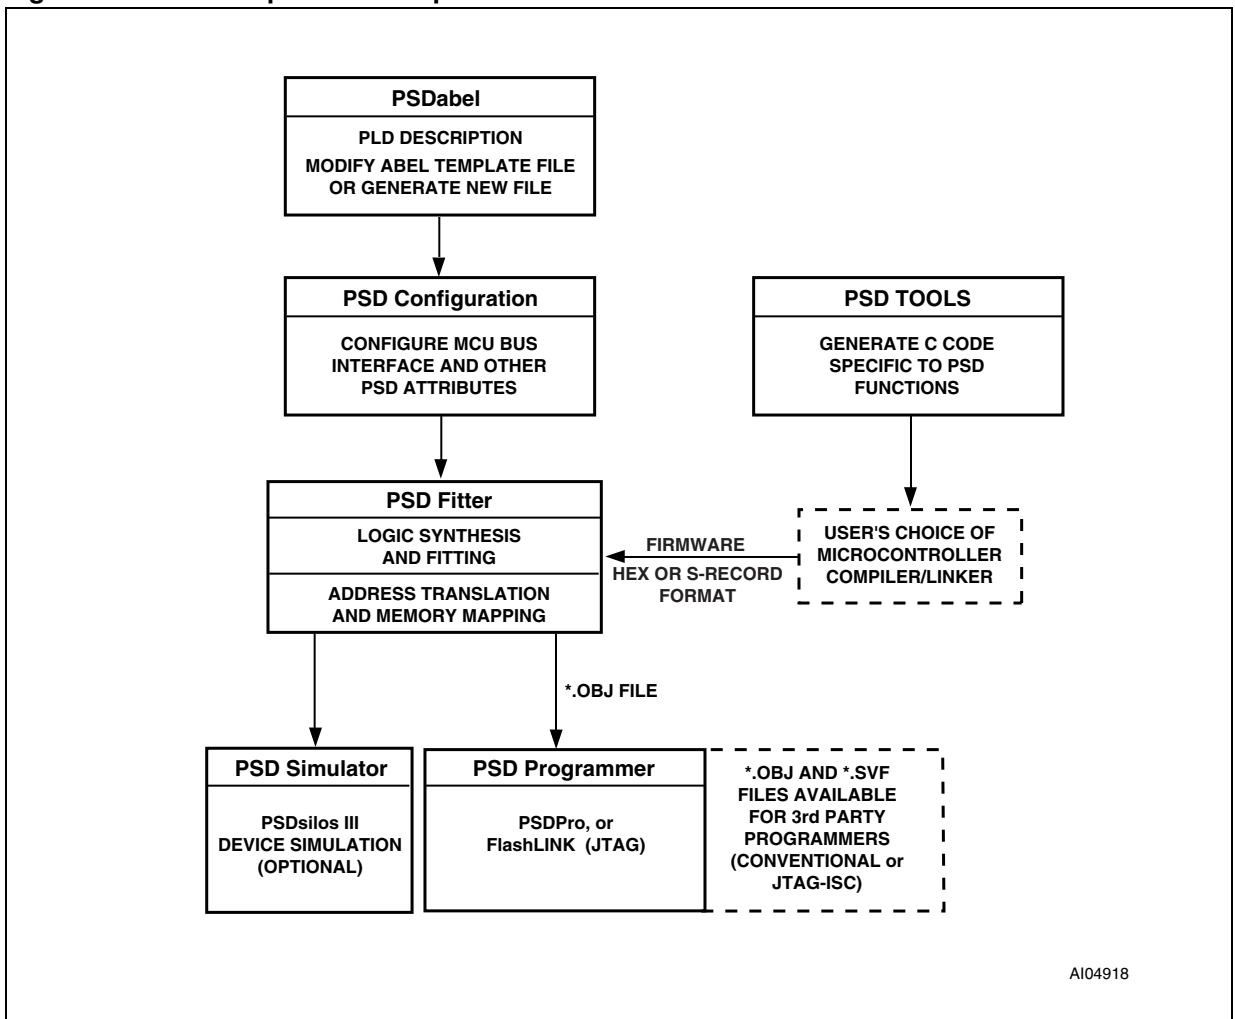 PSDabel
PLD DESCRIPTION
MODIFY ABEL TEMPLATE FILE
OR GENERATE NEW FILE
PSD Configuration
CONFIGURE MCU BUS
INTERFACE AND OTHER
PSD ATTRIBUTES
PSD TOOLS
GENERATE C CODE
SPECIFIC TO PSD
FUNCTIONS
PSD Fitter
LOGIC SYNTHESIS
AND FITTING
ADDRESS TRANSLATION
AND MEMORY MAPPING
FIRMWARE
HEX OR S-RECORD
FORMAT
USER'S CHOICE OF
MICROCONTROLLER
COMPILER/LINKER
*.OBJ FILE
PSD Simulator
PSDsilos III
DEVICE SIMULATION
(OPTIONAL)
PSD Programmer
PSDPro, or
FlashLINK (JTAG)
*.OBJ AND *.SVF
FILES AVAILABLE
FOR 3rd PARTY
PROGRAMMERS
(CONVENTIONAL or
JTAG-ISC)
AI04918